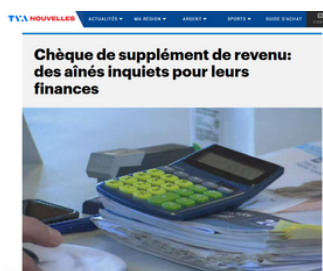 TVA NOUVELLES
ACTUALITÉS MA RÉGION ARGENT SPORTS GUIDE D'ACHAT
Chèque de supplément de revenu:
des aînés inquiets pour leurs
finances